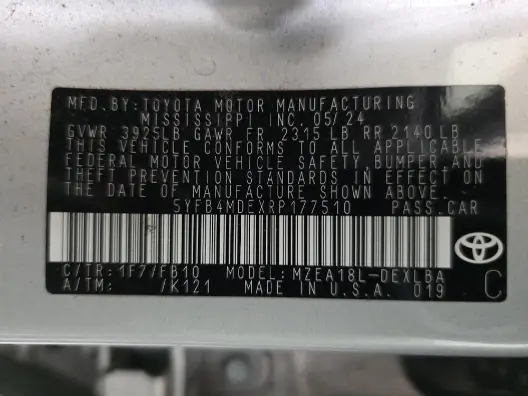 MFD. BY: TOYOTA MOTOR MANUFACTURING
MISSISSIPPI INC. 05/24
GVWR 3925LB GAWR FR 2315 LB RR 2140 LB
THIS VEHICLE CONFORMS TO ALL APPLICABLE
FEDERAL MOTOR VEHICLE SAFETY, BUMPER, AND
THEFT PREVENTION STANDARDS IN EFFECT ON
THE DATE OF MANUFACTURE SHOWN ABOVE.
5YFB4MDEXRP177510 PASS.CAR
C/TR: 1F7/FB10 MODEL: MZEA18L-DEXLBA
A/TM: /K121 MADE IN U.S.A. 019 C